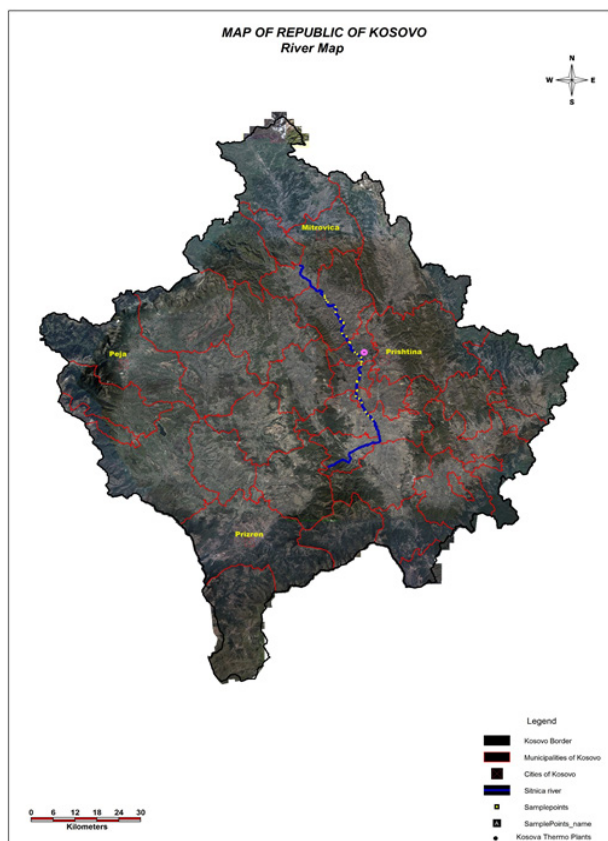 MAP OF REPUBLIC OF KOSOVO
River Map
N
W E
S
Mitrovica
Peja
Prishtina
Prizren
Legend
Kosovo Border
Municipalities of Kosovo
Cities of Kosovo
Sitnica river
Samplepoints
A SamplePoints_name
Kosova Thermo Plants
0 6 12 18 24 30
Kilometers